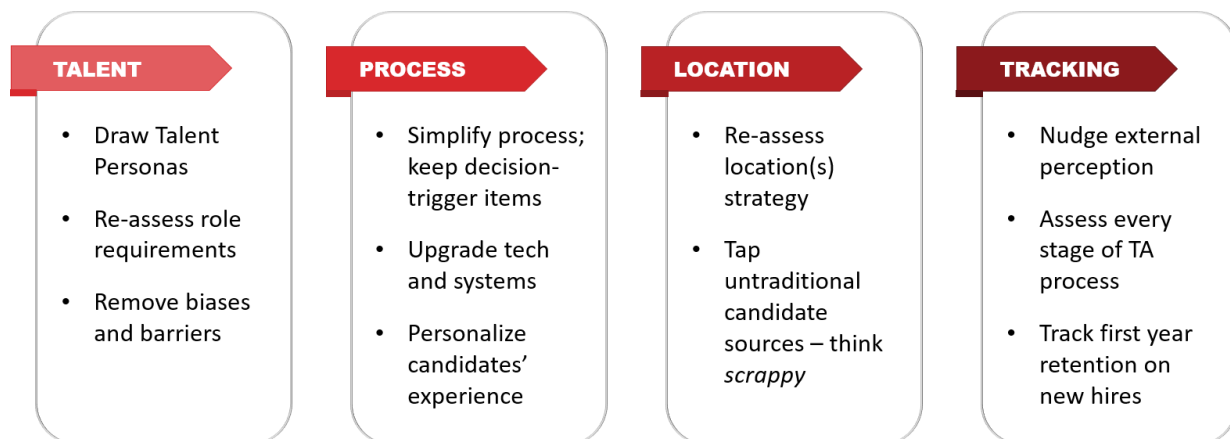 TALENT
• Draw Talent
Personas
• Re-assess role
requirements
• Remove biases
and barriers
PROCESS
• Simplify process;
keep decision-
trigger items
• Upgrade tech
and systems
• Personalize
candidates’
experience
LOCATION
• Re-assess
location(s)
strategy
• Tap
untraditional
candidate
sources – think
scrappy
TRACKING
• Nudge external
perception
• Assess every
stage of TA
process
• Track first year
retention on
new hires